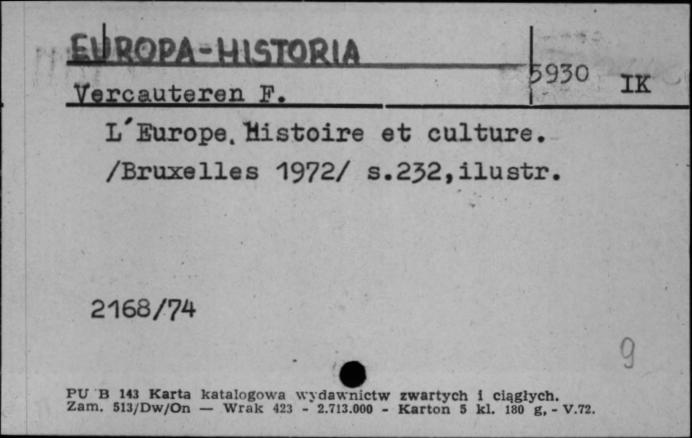 EUROPA-HISTORIA
5930 IK
Vercauteren F.
L'Europe. Histoire et culture.
/Bruxelles 1972/ s.232,ilustr.
2168/74
9
PU B 143 Karta katalogowa wydawnictw zwartych i ciągłych.
Zam. 513/Dw/On — Wrak 423 - 2.713.000 - Karton 5 kl. 180 g, - V.72.